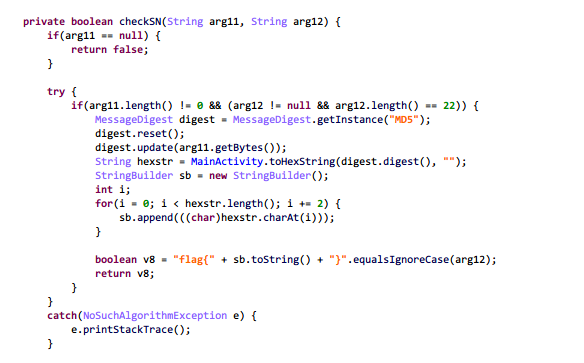 private boolean checkSN(String arg11, String arg12) {
    if(arg11 == null) {
        return false;
    }

    try {
        if(arg11.length() != 0 && (arg12 != null && arg12.length() == 22)) {
            MessageDigest digest = MessageDigest.getInstance("MD5");
            digest.reset();
            digest.update(arg11.getBytes());
            String hexstr = MainActivity.toHexString(digest.digest(), "");
            StringBuilder sb = new StringBuilder();
            int i;
            for(i = 0; i < hexstr.length(); i += 2) {
                sb.append(((char)hexstr.charAt(i)));
            }

            boolean v8 = "flag{" + sb.toString() + "}".equalsIgnoreCase(arg12);
            return v8;
        }
    }
    catch(NoSuchAlgorithmException e) {
        e.printStackTrace();
    }